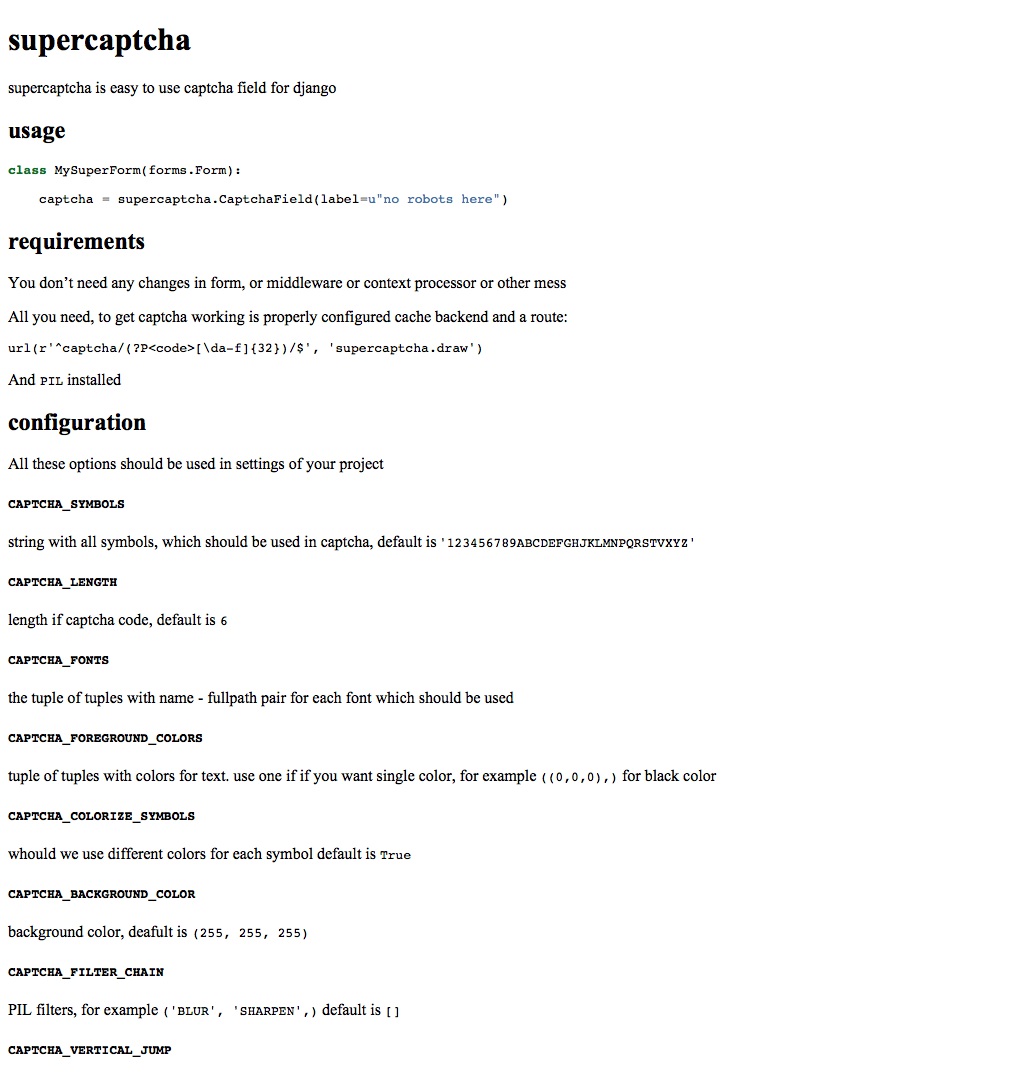 supercaptcha
supercaptcha is easy to use captcha field for django
usage
class MySuperForm(forms.Form):
    captcha = supercaptcha.CaptchaField(label=u"no robots here")
requirements
You don’t need any changes in form, or middleware or context processor or other mess
All you need, to get captcha working is properly configured cache backend and a route:
url(r'^captcha/(?P<code>[\da-f]{32})/$', 'supercaptcha.draw')
And PIL installed
configuration
All these options should be used in settings of your project
CAPTCHA_SYMBOLS
string with all symbols, which should be used in captcha, default is '123456789ABCDEFGHJKLMNPQRSTVXYZ'
CAPTCHA_LENGTH
length if captcha code, default is 6
CAPTCHA_FONTS
the tuple of tuples with name - fullpath pair for each font which should be used
CAPTCHA_FOREGROUND_COLORS
tuple of tuples with colors for text. use one if if you want single color, for example ((0,0,0),) for black color
CAPTCHA_COLORIZE_SYMBOLS
whould we use different colors for each symbol default is True
CAPTCHA_BACKGROUND_COLOR
background color, deafult is (255, 255, 255)
CAPTCHA_FILTER_CHAIN
PIL filters, for example ('BLUR', 'SHARPEN',) default is []
CAPTCHA_VERTICAL_JUMP